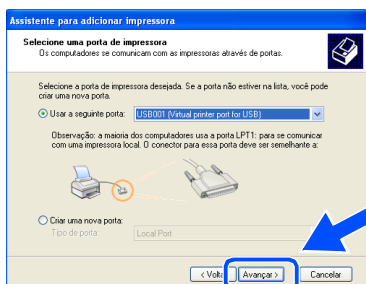 Assistente para adicionar impressora
Selecione uma porta de impressora
Os computadores se comunicam com as impressoras através de portas.
Selecione a porta de impressora desejada. Se a porta não estiver na lista, você pode
criar uma nova porta.
Usar a seguinte porta: USB001 (Virtual printer port for USB)
Observação: a maioria dos computadores usa a porta LPT1: para se comunicar
com uma impressora local. O conector para essa porta deve ser semelhante a:
Criar uma nova porta:
Tipo de porta: Local Port
< Volta Avançar > Cancelar